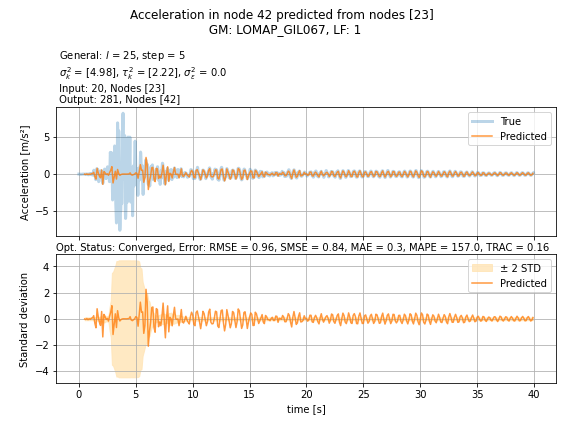 Acceleration in node 42 predicted from nodes [23]
GM: LOMAP_GIL067, LF: 1
General: l = 25, step = 5
σ²ₖ = [4.98], τ²ₖ = [2.22], σ²ε = 0.0
Input: 20, Nodes [23]
Output: 281, Nodes [42]
True
Predicted
Acceleration [m/s²]
5
0
−5
Opt. Status: Converged, Error: RMSE = 0.96, SMSE = 0.84, MAE = 0.3, MAPE = 157.0, TRAC = 0.16
± 2 STD
Predicted
Standard deviation
4
2
0
−2
−4
0 5 10 15 20 25 30 35 40
time [s]